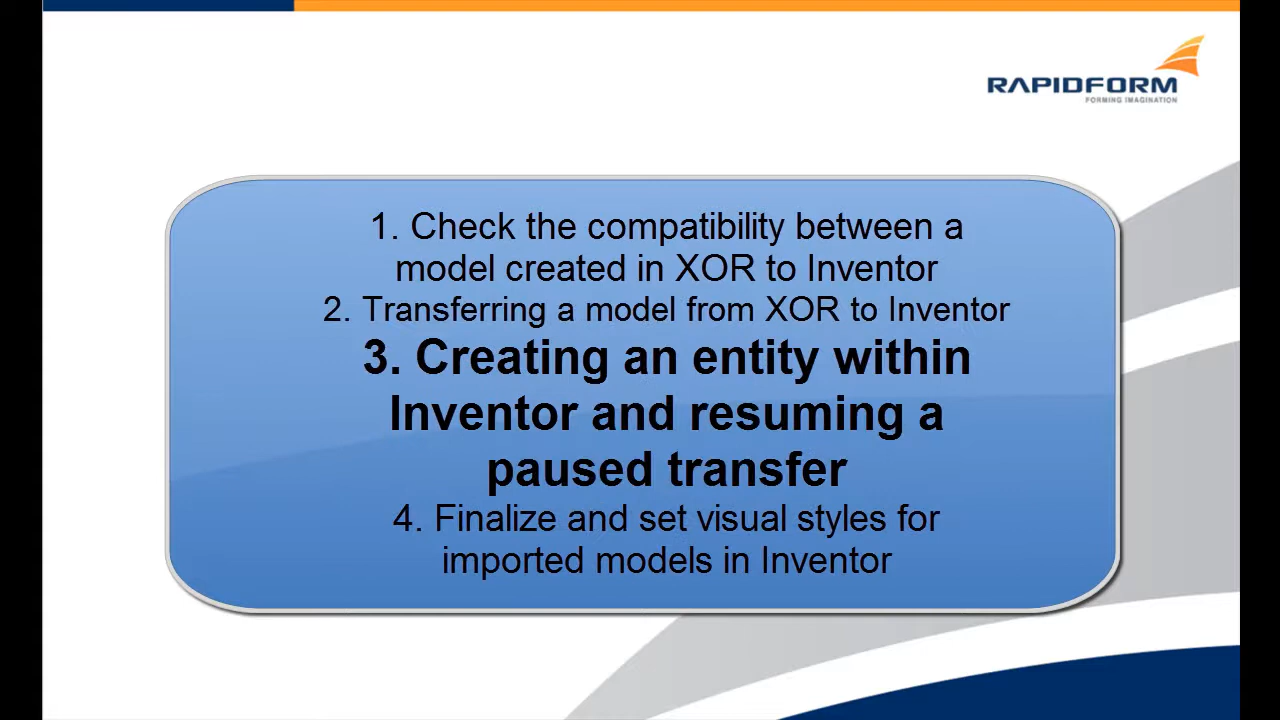 RAPIDFORM
FORMING IMAGINATION
1. Check the compatibility between a
model created in XOR to Inventor
2. Transferring a model from XOR to Inventor
3. Creating an entity within
Inventor and resuming a
paused transfer
4. Finalize and set visual styles for
imported models in Inventor